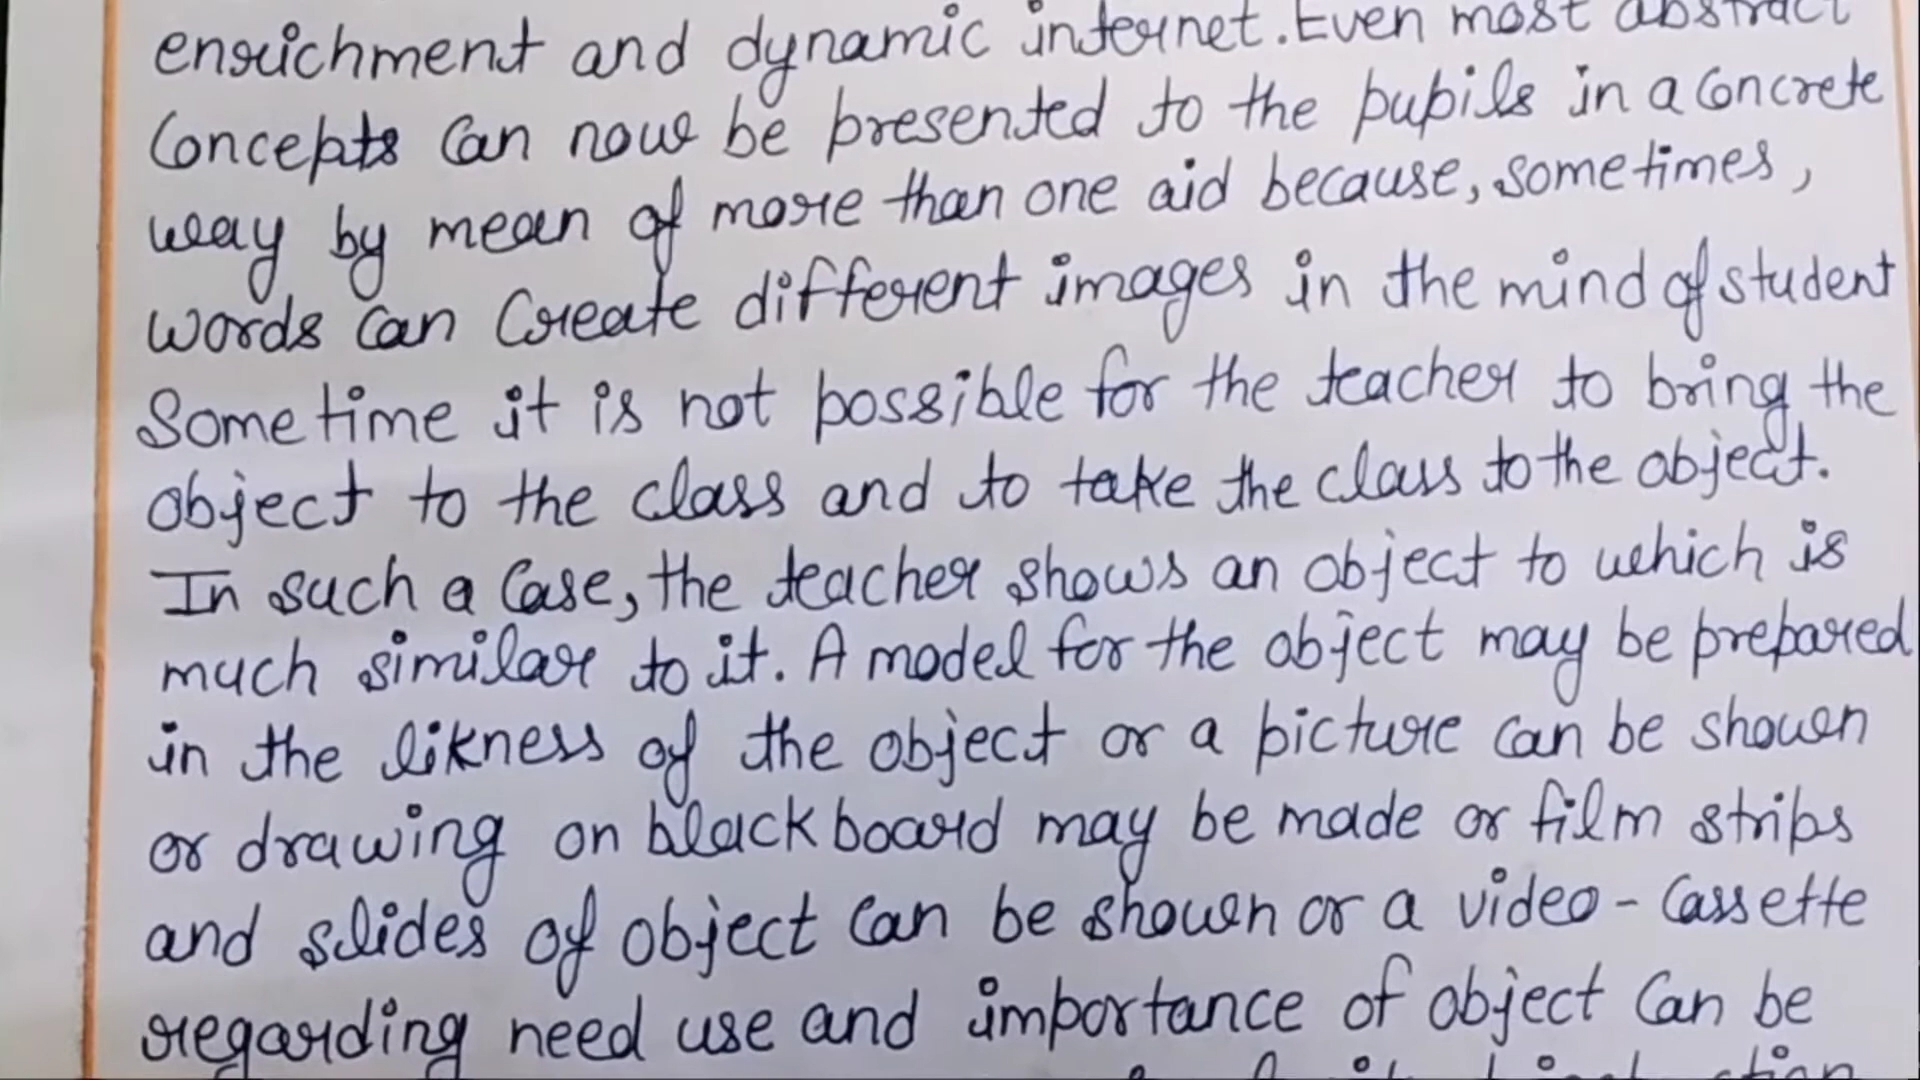 enrichment and dynamic internet. Even most abstract
Concepts Can now be presented to the pupils in a Concrete
way by mean of more than one aid because, sometimes,
words can Create different images in the mind of student
Sometime it is not possible for the teacher to bring the
object to the class and to take the class to the object.
In such a Case, the teacher shows an object to which is
much similar to it. A model for the object may be prepared
in the likness of the object or a picture can be shown
or drawing on black board may be made or film strips
and slides of object Can be shown or a video - Cassette
regarding need use and importance of object Can be